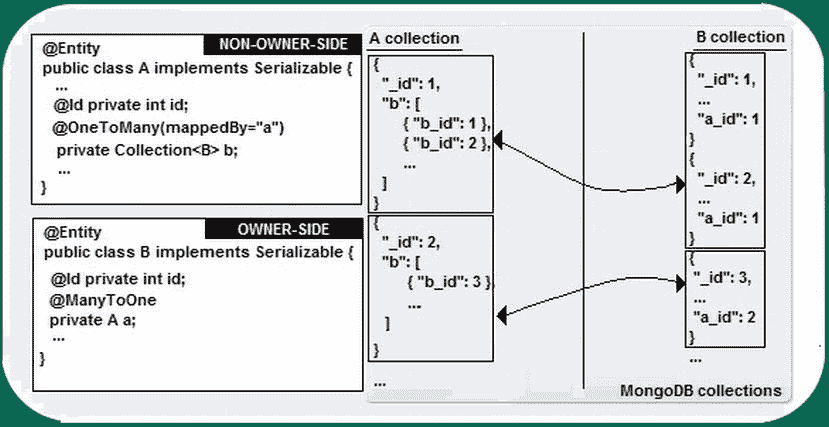 NON-OWNER-SIDE
@Entity
public class A implements Serializable {
...
@Id private int id;
@OneToMany(mappedBy="a")
private Collection<B> b;
...
}
OWNER-SIDE
@Entity
public class B implements Serializable {
@Id private int id;
@ManyToOne
private A a;
...
}
A collection
{
"_id": 1,
"b": [
{ "b_id": 1 },
{ "b_id": 2 },
...
]
}
{
"_id": 2,
"b": [
{ "b_id": 3 },
...
]
}
...
B collection
{
"_id": 1,
...
"a_id": 1
}
{
"_id": 2,
...
"a_id": 1
}
{
"_id": 3,
...
"a_id": 2
}
...
MongoDB collections